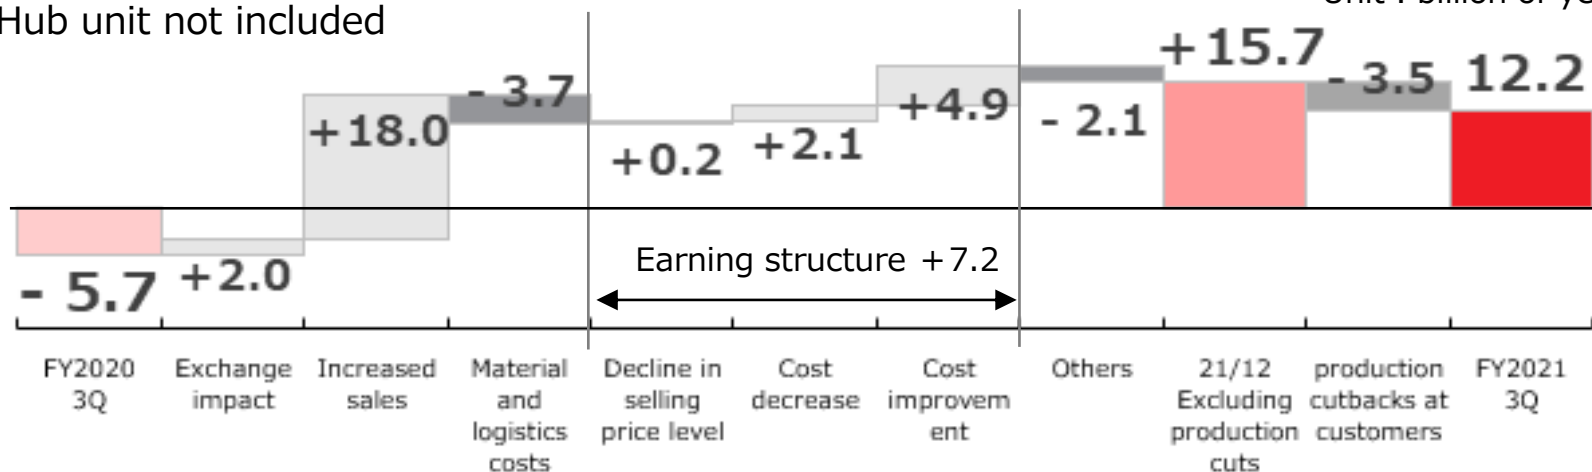 Hub unit not included
+15.7
- 3.5
12.2
- 3.7
+18.0
+4.9
- 2.1
+0.2
+2.1
- 5.7
+2.0
Earning structure +7.2
FY2020
3Q
Exchange
impact
Increased
sales
Material
and
logistics
costs
Decline in
selling
price level
Cost
decrease
Cost
improvem
ent
Others
21/12
Excluding
production
cuts
production
cutbacks at
customers
FY2021
3Q